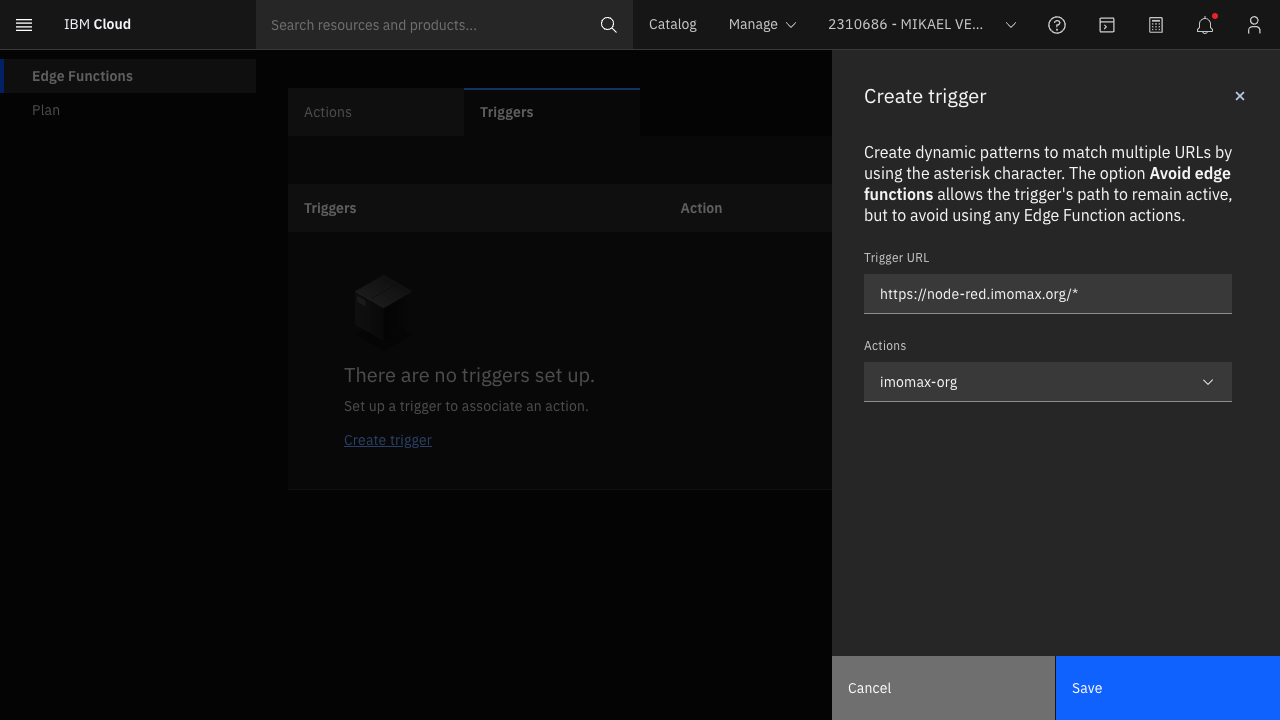 IBM Cloud
Search resources and products...
Catalog
Manage
2310686 - MIKAEL VE...
Edge Functions
Plan
Actions
Triggers
Triggers
Action
There are no triggers set up.
Set up a trigger to associate an action.
Create trigger
Create trigger
Create dynamic patterns to match multiple URLs by
using the asterisk character. The option Avoid edge
functions allows the trigger's path to remain active,
but to avoid using any Edge Function actions.
Trigger URL
https://node-red.imomax.org/*
Actions
imomax-org
Cancel
Save